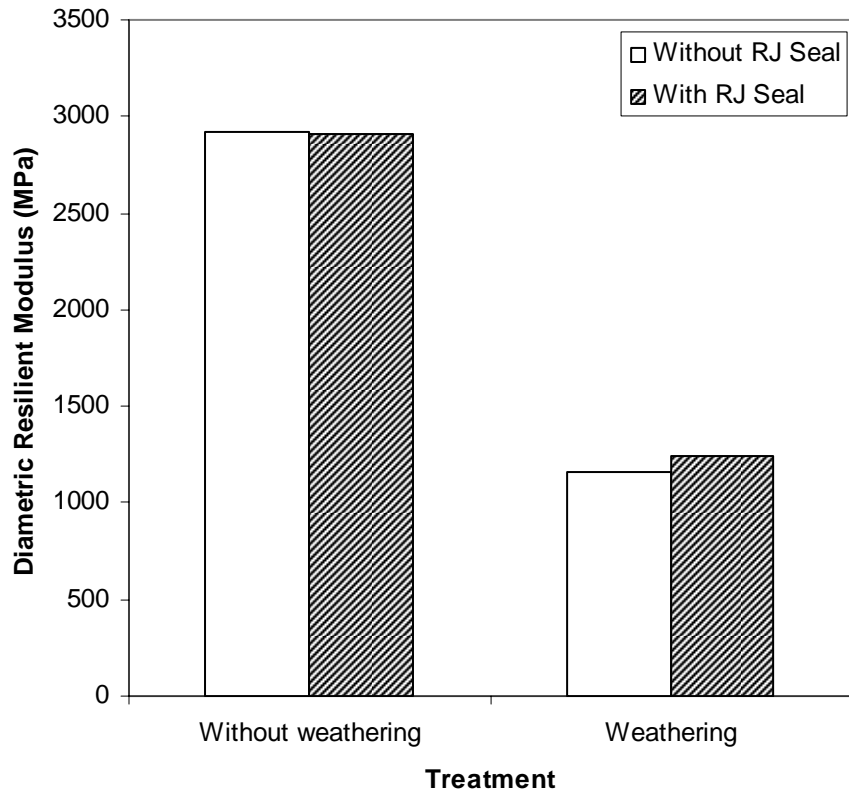 3500
3000
2500
2000
1500
1000
500
0
Diametric Resilient Modulus (MPa)
Without RJ Seal
With RJ Seal
Without weathering
Weathering
Treatment